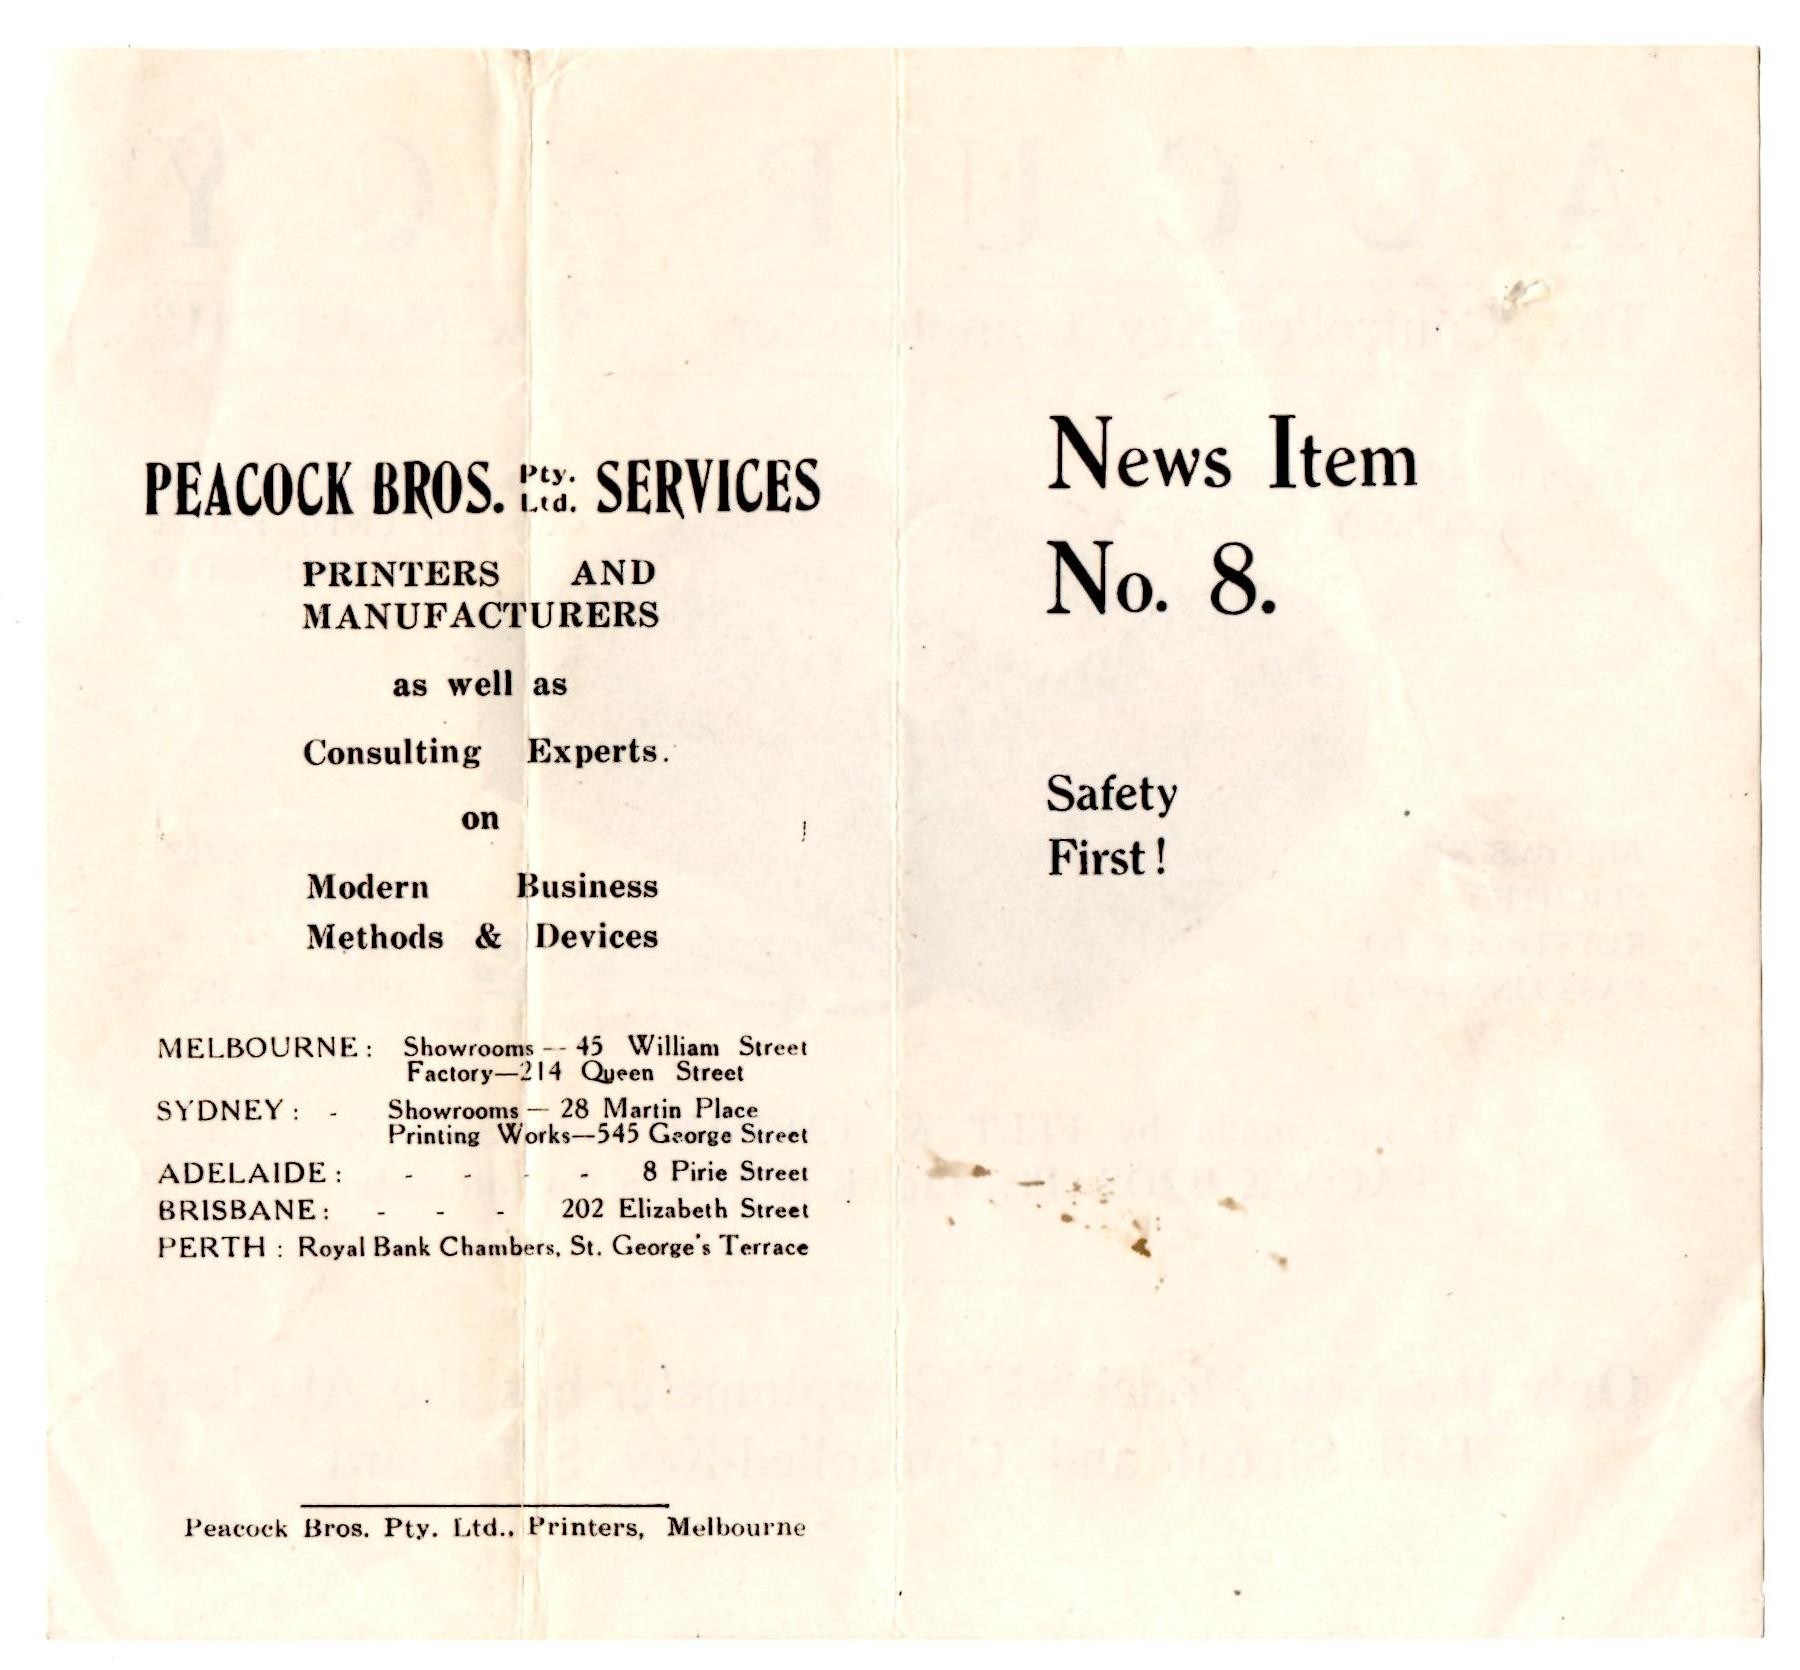 PEACOCK BROS. Pty. Ltd. SERVICES
PRINTERS AND
MANUFACTURERS
as well as
Consulting Experts.
on
Modern Business
Methods & Devices
MELBOURNE: Showrooms -- 45 William Street
Factory—214 Queen Street
SYDNEY: - Showrooms — 28 Martin Place
Printing Works—545 George Street
ADELAIDE: - - - - 8 Pirie Street
BRISBANE: - - - 202 Elizabeth Street
PERTH : Royal Bank Chambers, St. George's Terrace
Peacock Bros. Pty. Ltd., Printers, Melbourne
News Item
No. 8.
Safety
First!